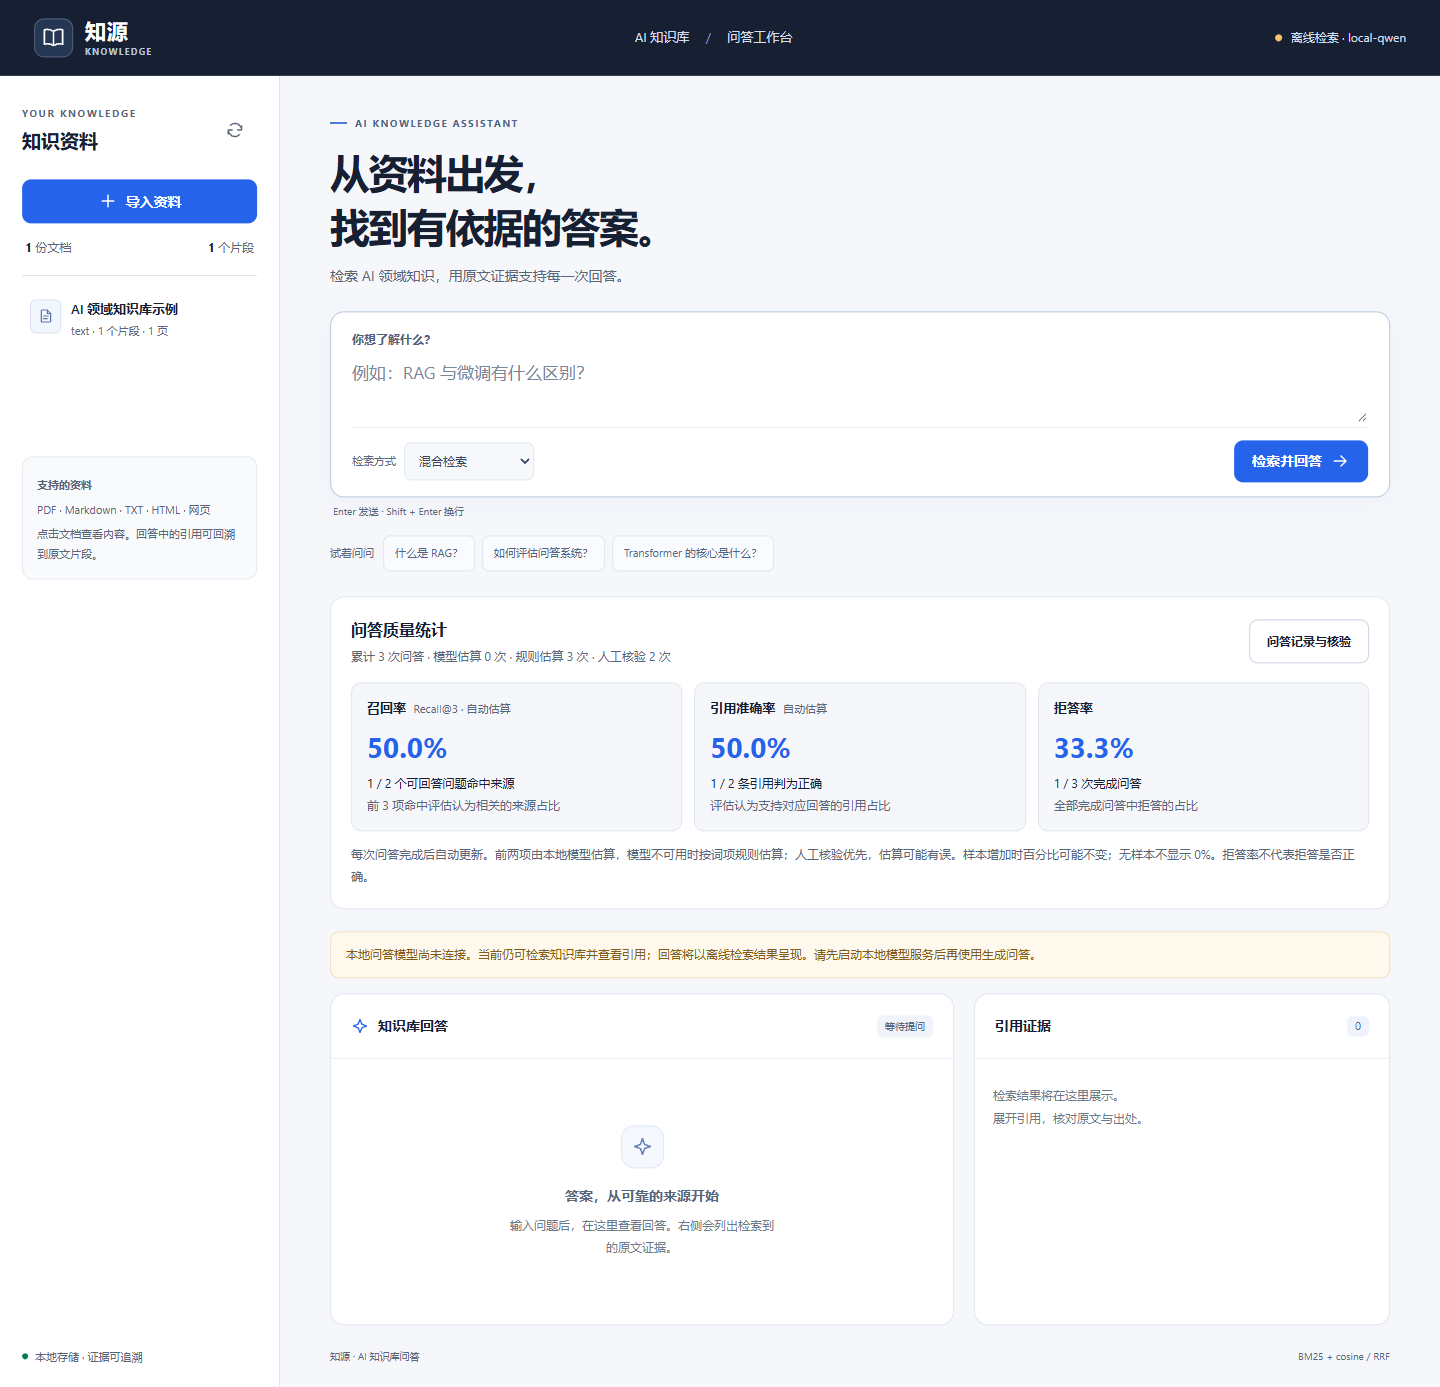 知源
KNOWLEDGE
AI 知识库 / 问答工作台
离线检索 · local-qwen
YOUR KNOWLEDGE
知识资料
导入资料
1 份文档 1 个片段
AI 领域知识库示例
text · 1 个片段 · 1 页
支持的资料
PDF · Markdown · TXT · HTML · 网页
点击文档查看内容。回答中的引用可回溯
到原文片段。
本地存储 · 证据可追溯
AI KNOWLEDGE ASSISTANT
从资料出发，
找到有依据的答案。
检索 AI 领域知识，用原文证据支持每一次回答。
你想了解什么？
例如：RAG 与微调有什么区别？
检索方式 混合检索 检索并回答
Enter 发送 · Shift + Enter 换行
试着问问 什么是 RAG？ 如何评估问答系统？ Transformer 的核心是什么？
问答质量统计
累计 3 次问答 · 模型估算 0 次 · 规则估算 3 次 · 人工核验 2 次
问答记录与核验
召回率 Recall@3 · 自动估算
50.0%
1 / 2 个可回答问题命中来源
前 3 项命中评估认为相关的来源占比
引用准确率 自动估算
50.0%
1 / 2 条引用判为正确
评估认为支持对应回答的引用占比
拒答率
33.3%
1 / 3 次完成问答
全部完成问答中拒答的占比
每次问答完成后自动更新。前两项由本地模型估算，模型不可用时按词项规则估算；人工核验优先，估算可能有误。样本增加时百分比可能不变；无样本不显示 0%。拒答率不代表拒答是否正
确。
本地问答模型尚未连接。当前仍可检索知识库并查看引用；回答将以离线检索结果呈现。请先启动本地模型服务后再使用生成问答。
知识库回答 等待提问
答案，从可靠的来源开始
输入问题后，在这里查看回答。右侧会列出检索到
的原文证据。
引用证据 0
检索结果将在这里展示。
展开引用，核对原文与出处。
知源 · AI 知识库问答
BM25 + cosine / RRF